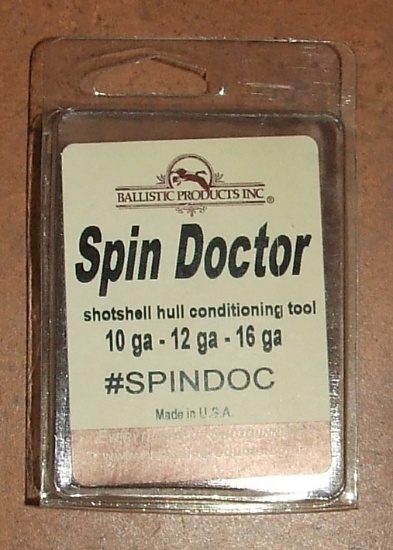 BALLISTIC PRODUCTS INC®
Spin Doctor
shotshell hull conditioning tool
10 ga - 12 ga - 16 ga
#SPINDOC
Made in U.S.A.